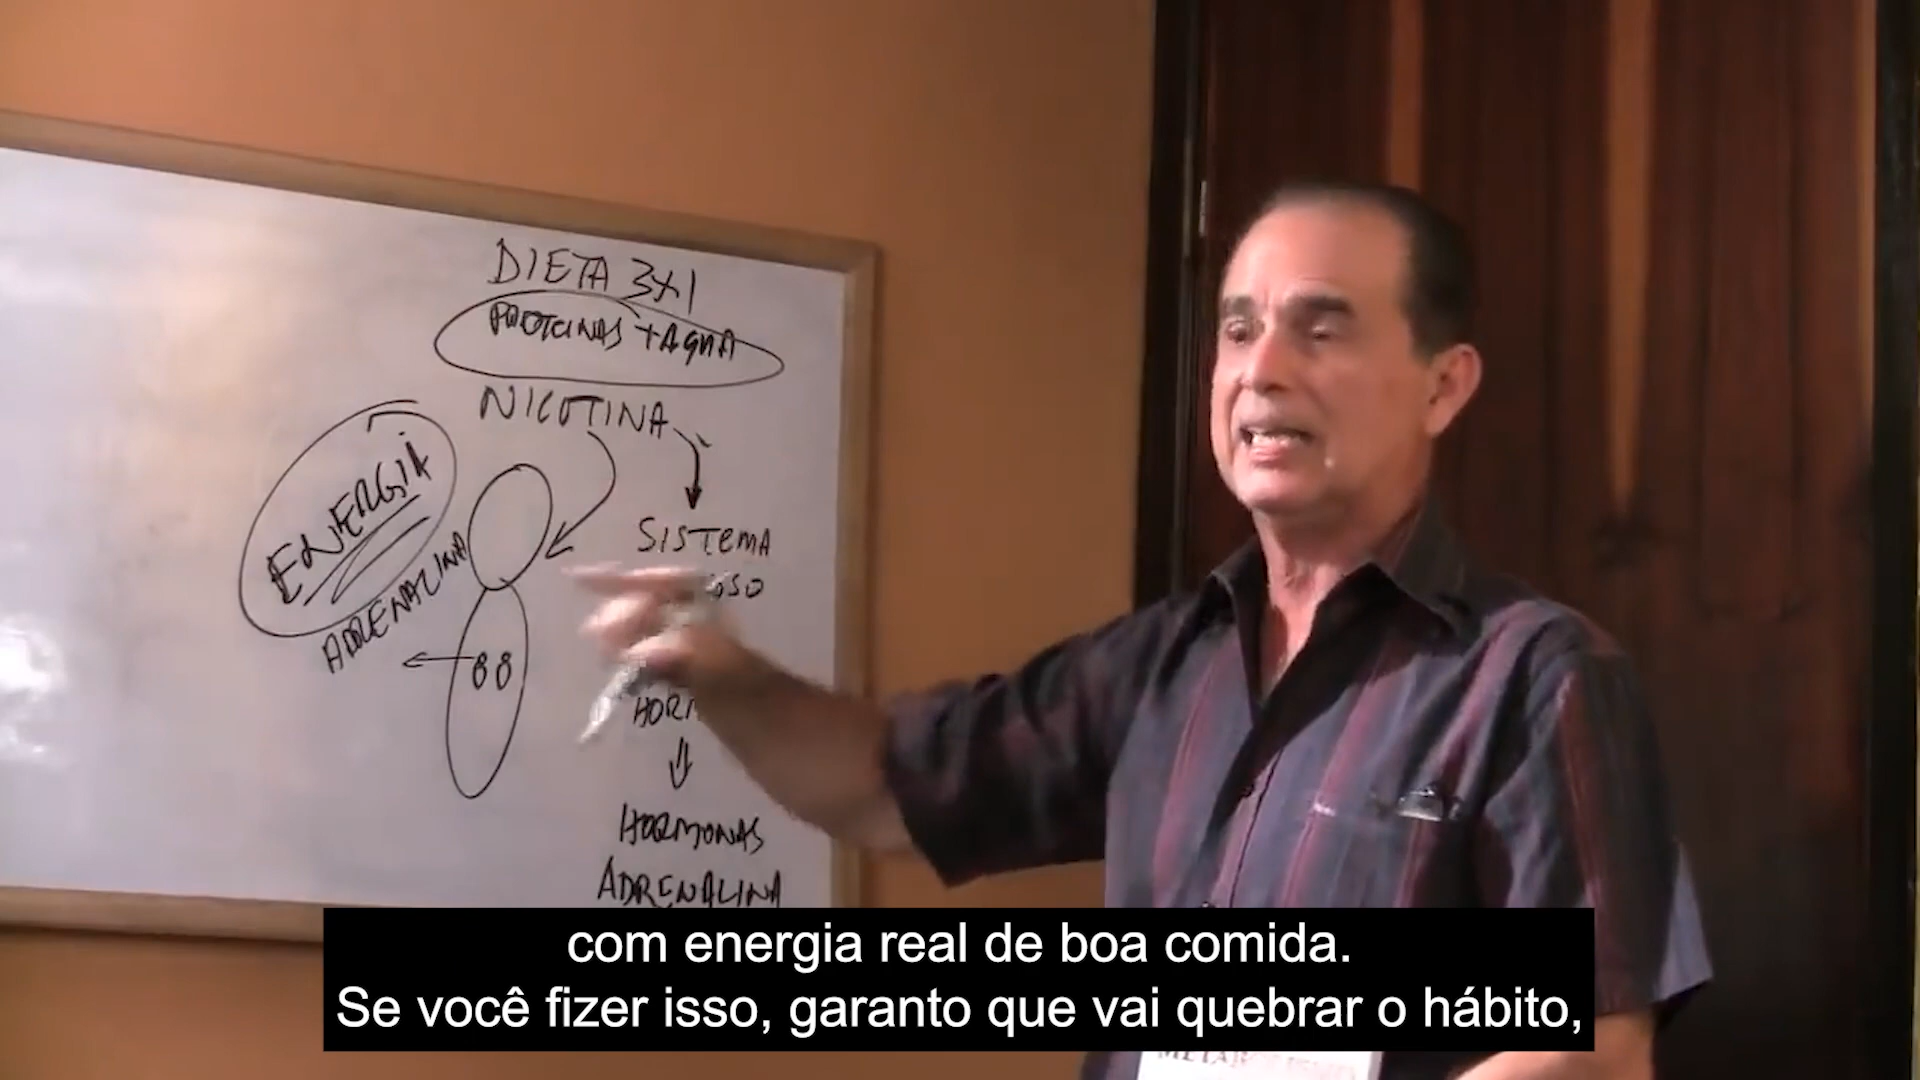 DIETA 3X1
PROTEINAS + AGUA
NICOTINA
ENERGIA
ADRENALINA
SISTEMA
HORMONAS
ADRENALINA
com energia real de boa comida.
Se você fizer isso, garanto que vai quebrar o hábito,